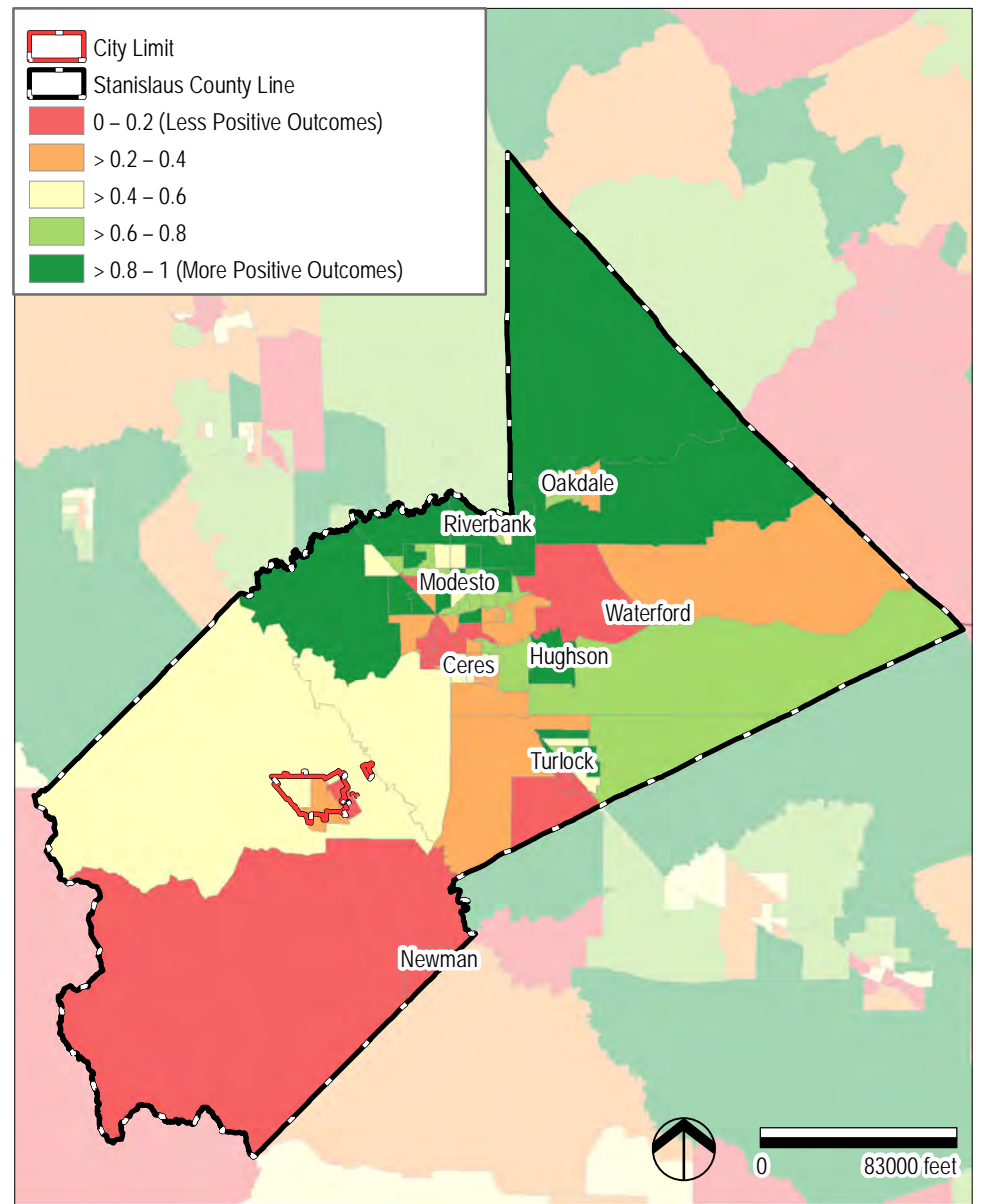 City Limit
Stanislaus County Line
0 – 0.2 (Less Positive Outcomes)
> 0.2 – 0.4
> 0.4 – 0.6
> 0.6 – 0.8
> 0.8 – 1 (More Positive Outcomes)
Oakdale
Riverbank
Modesto
Waterford
Ceres
Hughson
Turlock
Newman
0 83000 feet